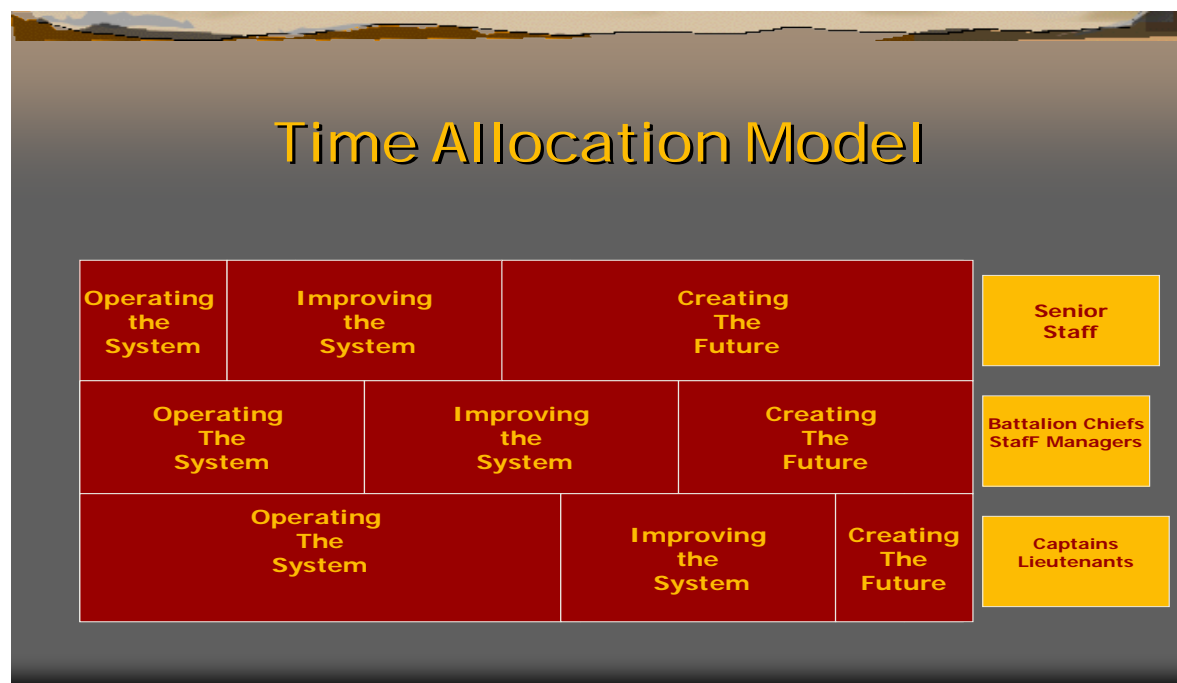 Time Allocation Model
Operating
the
System
Improving
the
System
Creating
The
Future
Senior
Staff
Operating
The
System
Improving
the
System
Creating
The
Future
Battalion Chiefs
StafF Managers
Operating
The
System
Improving
the
System
Creating
The
Future
Captains
Lieutenants